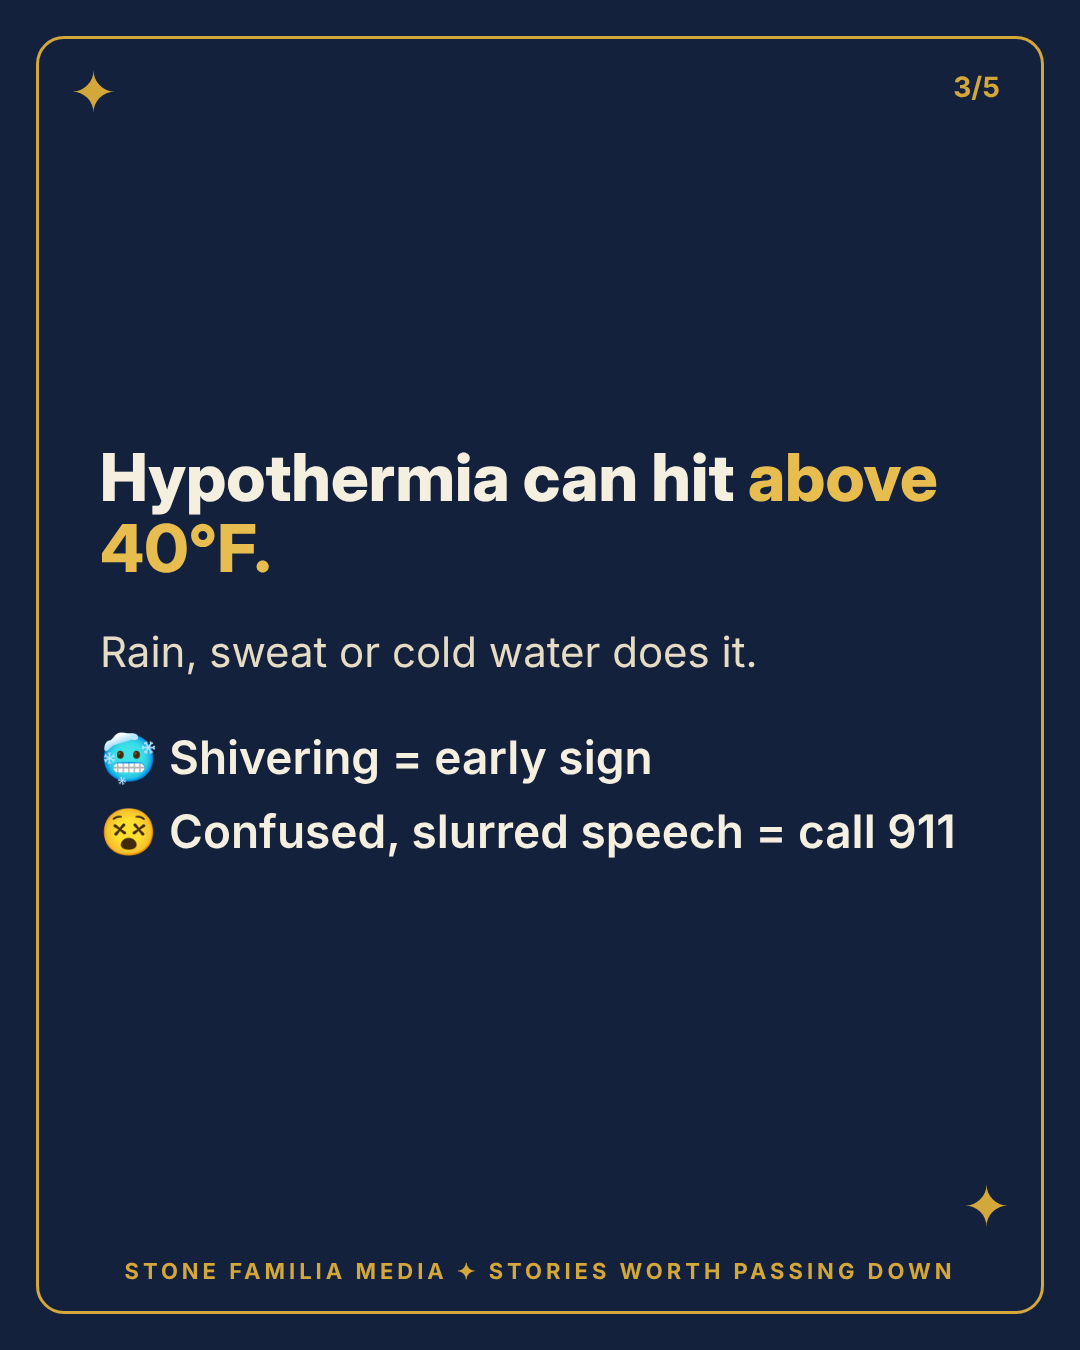 3/5
Hypothermia can hit above
40°F.
Rain, sweat or cold water does it.
🥶 Shivering = early sign
😵 Confused, slurred speech = call 911
STONE FAMILIA MEDIA ✦ STORIES WORTH PASSING DOWN